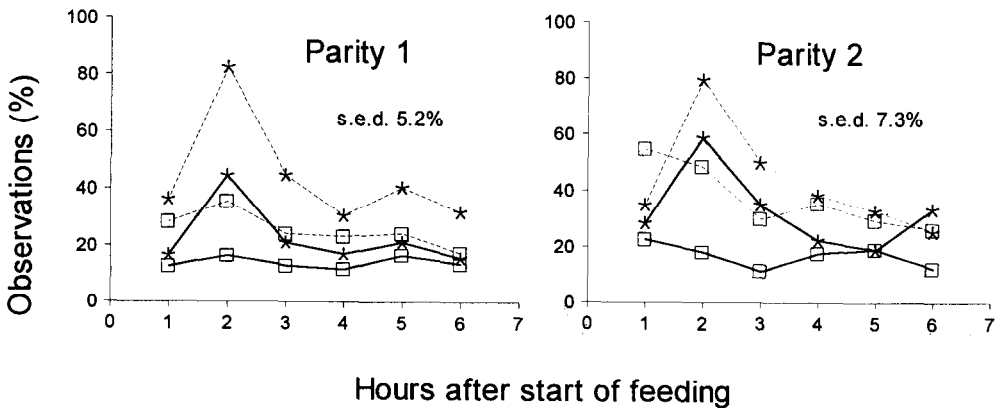 Observations (%)
100
80
60
40
20
0
Parity 1
s.e.d. 5.2%
0 1 2 3 4 5 6 7
100
80
60
40
20
0
Parity 2
s.e.d. 7.3%
0 1 2 3 4 5 6 7
Hours after start of feeding